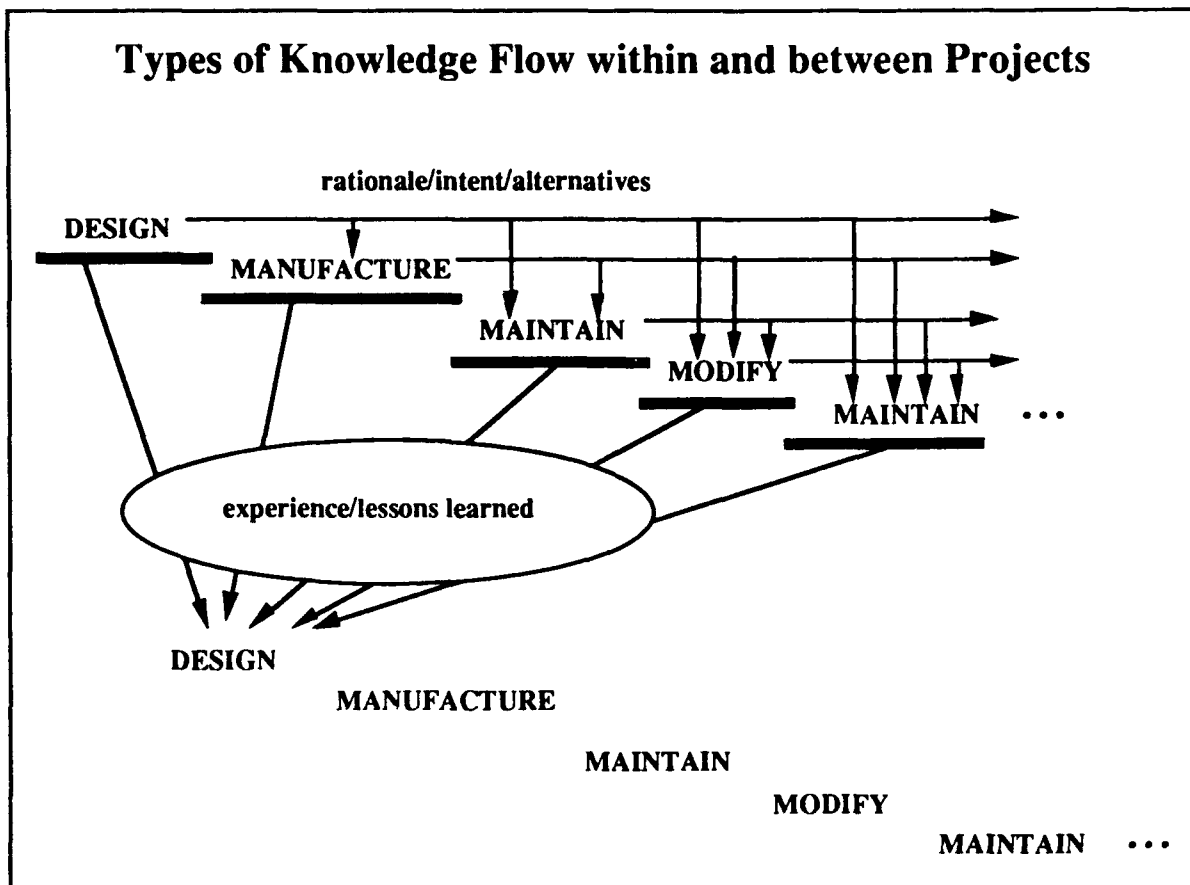 Types of Knowledge Flow within and between Projects
rationale/intent/alternatives
DESIGN
MANUFACTURE
MAINTAIN
MODIFY
MAINTAIN •••
experience/lessons learned
DESIGN
MANUFACTURE
MAINTAIN
MODIFY
MAINTAIN •••